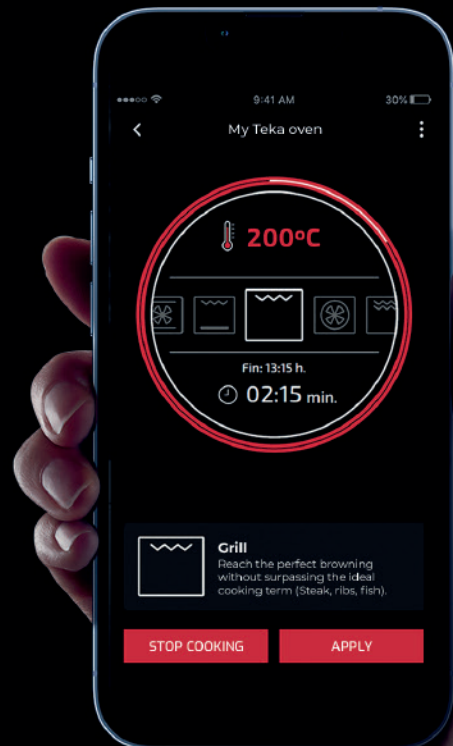 9:41 AM
30%
My Teka oven
200ºC
Fin: 13:15 h.
02:15 min.
Grill
Reach the perfect browning
without surpassing the ideal
cooking term (Steak, ribs, fish).
STOP COOKING
APPLY